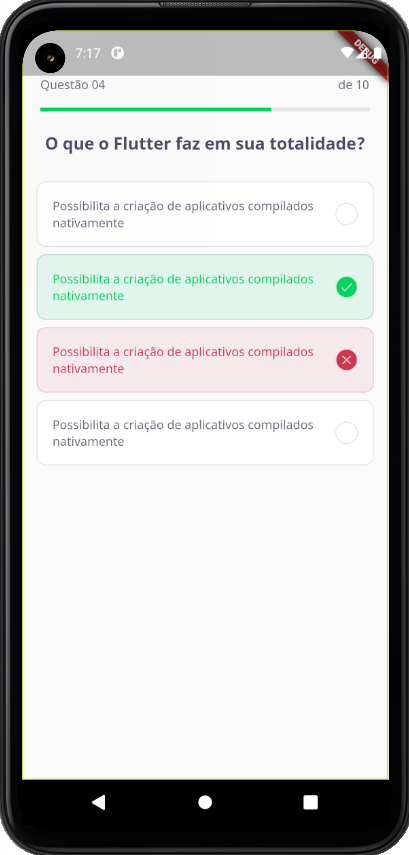 7:17
DEBUG
Questão 04
de 10
O que o Flutter faz em sua totalidade?
Possibilita a criação de aplicativos compilados
nativamente
Possibilita a criação de aplicativos compilados
nativamente
Possibilita a criação de aplicativos compilados
nativamente
Possibilita a criação de aplicativos compilados
nativamente